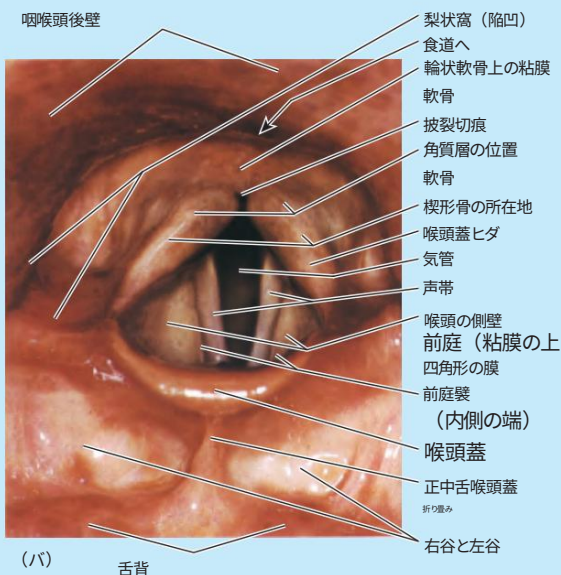 咽喉頭後壁
梨状窩（陥凹）
食道へ
輪状軟骨上の粘膜
軟骨
披裂切痕
角質層の位置
軟骨
楔形骨の所在地
喉頭蓋ヒダ
気管
声帯
喉頭の側壁
前庭（粘膜の上
四角形の膜
前庭襞
（内側の端）
喉頭蓋
正中舌喉頭蓋
折り畳み
右谷と左谷
（バ）
舌背